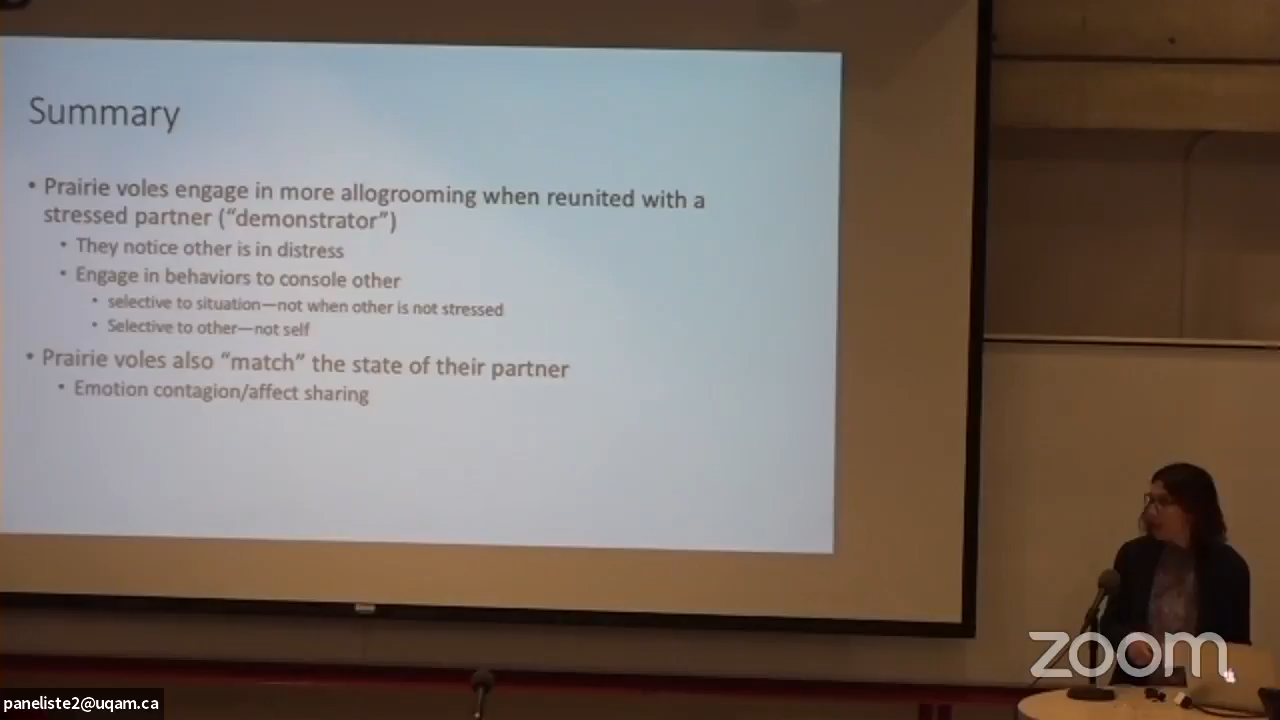 Summary
• Prairie voles engage in more allogrooming when reunited with a
stressed partner (“demonstrator”)
• They notice other is in distress
• Engage in behaviors to console other
• selective to situation—not when other is not stressed
• Selective to other—not self
• Prairie voles also “match” the state of their partner
• Emotion contagion/affect sharing
zoom
paneliste2@uqam.ca